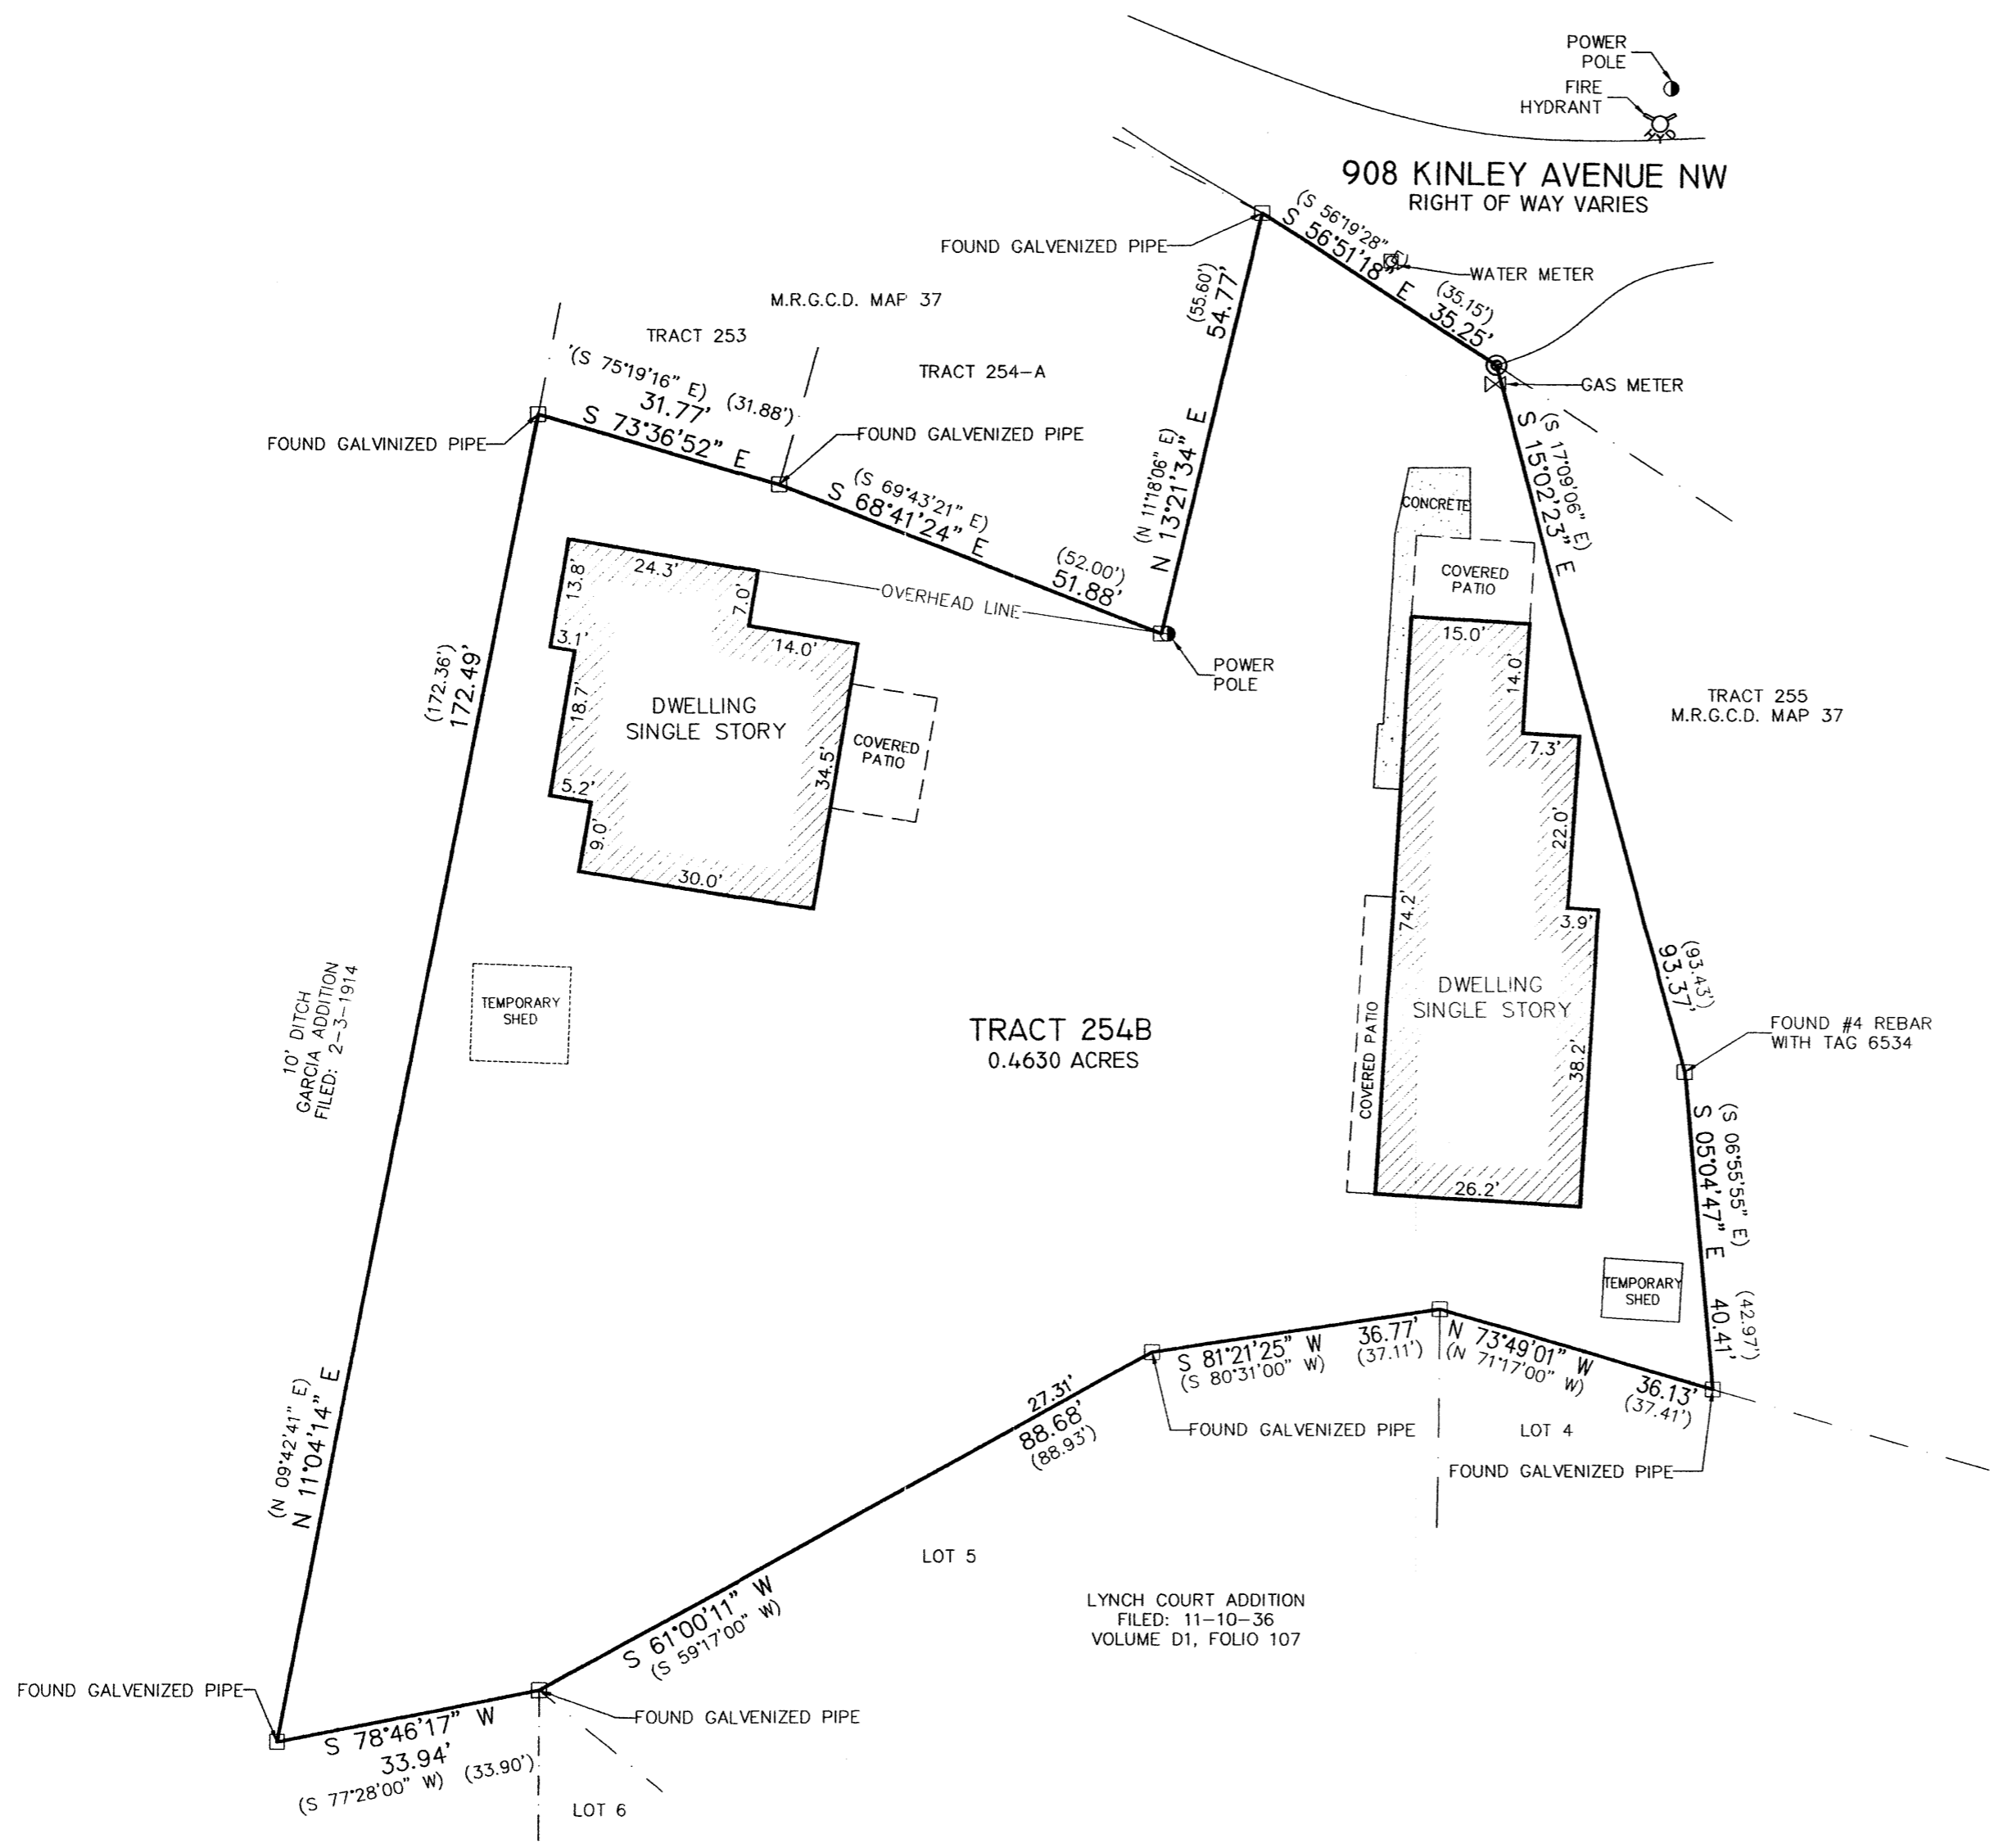 POWER
POLE
FIRE
HYDRANT
HYD
908 KINLEY AVENUE NW
RIGHT OF WAY VARIES
(S 56°19'28" E)
S 56°51'18" E
(35.15')
35.25'
WATER METER
FOUND GALVENIZED PIPE
(55.60')
54.77'
(N 11°18'06" E)
N 13°21'34" E
M.R.G.C.D. MAP 37
TRACT 253
TRACT 254-A
'(S 75°19'16" E) (31.88')
31.77'
S 73°36'52" E
FOUND GALVINIZED PIPE
FOUND GALVENIZED PIPE
(S 69°43'21" E)
S 68°41'24" E
(52.00')
51.88'
GAS METER
(S 17°09'06" E)
S 15°02'23" E
CONCRETE
COVERED
PATIO
OVERHEAD LINE
POWER
POLE
24.3'
13.8'
7.0'
3.1'
14.0'
18.7'
DWELLING
SINGLE STORY
COVERED
PATIO
34.5'
5.2'
9.0'
30.0'
15.0'
14.0'
7.3'
22.0'
74.2'
3.9'
DWELLING
SINGLE STORY
COVERED PATIO
38.2'
26.2'
TRACT 255
M.R.G.C.D. MAP 37
(93.43')
93.37'
FOUND #4 REBAR
WITH TAG 6534
(172.36')
172.49'
10' DITCH
GARCIA ADDITION
FILED: 2-3-1914
TEMPORARY
SHED
TRACT 254B
0.4630 ACRES
(S 06°55'55" E)
S 05°04'47" E
(42.97')
40.41'
TEMPORARY
SHED
N 73°49'01" W
(N 71°17'00" W)
36.13'
(37.41')
S 81°21'25" W 36.77'
(S 80°31'00" W) (37.11')
27.31'
88.68'
(88.93')
FOUND GALVENIZED PIPE
LOT 4
FOUND GALVENIZED PIPE
(N 09°42'41" E)
N 11°04'14" E
LOT 5
S 61°00'11" W
(S 59°17'00" W)
LYNCH COURT ADDITION
FILED: 11-10-36
VOLUME D1, FOLIO 107
FOUND GALVENIZED PIPE
FOUND GALVENIZED PIPE
S 78°46'17" W
33.94'
(S 77°28'00" W) (33.90')
LOT 6